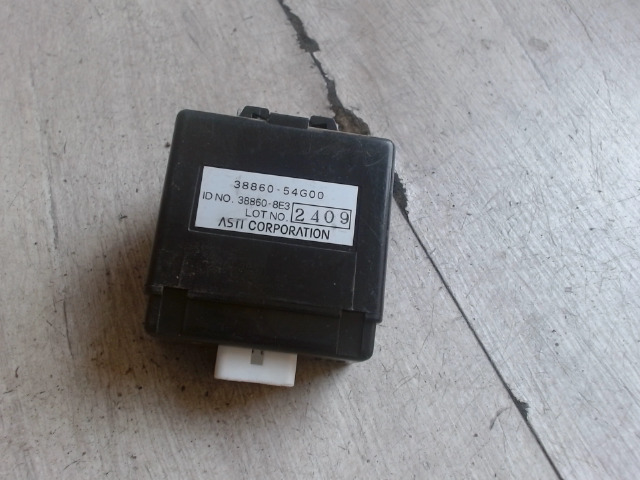 38860-54G00
ID NO. 38860-8E3
LOT NO. 2409
ASTI CORPORATION